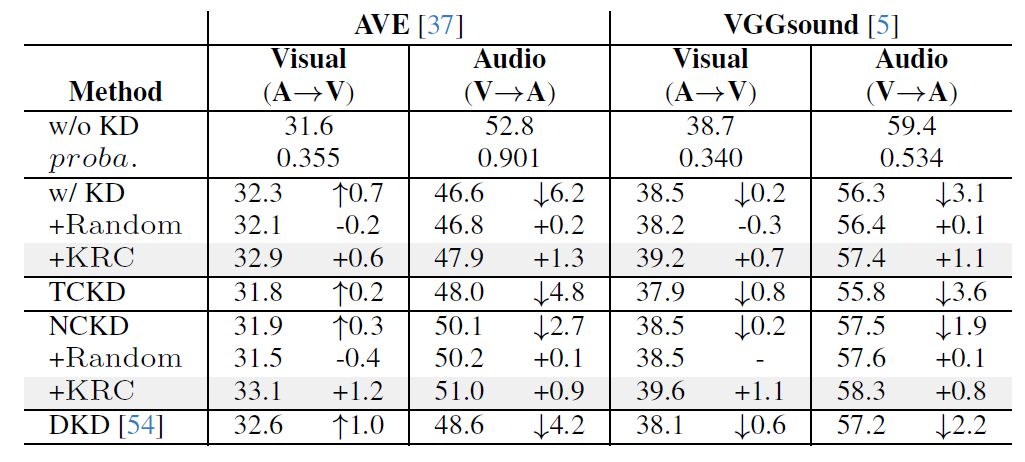 AVE [37] VGGsound [5]
Visual Audio Visual Audio
Method (A→V) (V→A) (A→V) (V→A)
w/o KD 31.6 52.8 38.7 59.4
proba. 0.355 0.901 0.340 0.534
w/ KD 32.3 ↑0.7 46.6 ↓6.2 38.5 ↓0.2 56.3 ↓3.1
+Random 32.1 -0.2 46.8 +0.2 38.2 -0.3 56.4 +0.1
+KRC 32.9 +0.6 47.9 +1.3 39.2 +0.7 57.4 +1.1
TCKD 31.8 ↑0.2 48.0 ↓4.8 37.9 ↓0.8 55.8 ↓3.6
NCKD 31.9 ↑0.3 50.1 ↓2.7 38.5 ↓0.2 57.5 ↓1.9
+Random 31.5 -0.4 50.2 +0.1 38.5 - 57.6 +0.1
+KRC 33.1 +1.2 51.0 +0.9 39.6 +1.1 58.3 +0.8
DKD [54] 32.6 ↑1.0 48.6 ↓4.2 38.1 ↓0.6 57.2 ↓2.2